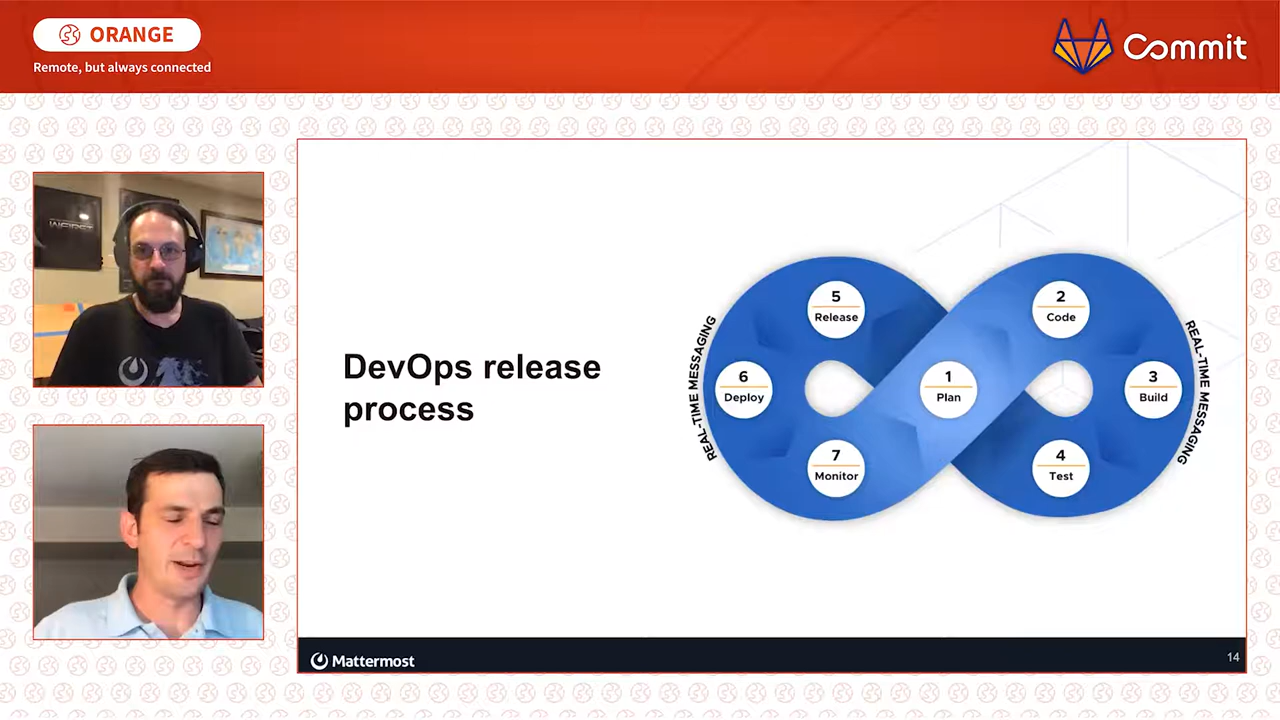 ORANGE
Remote, but always connected
Commit
INFIRST
DevOps release
process
REAL-TIME MESSAGING
5
Release
2
Code
6
Deploy
1
Plan
3
Build
7
Monitor
4
Test
REAL-TIME MESSAGING
Mattermost
14